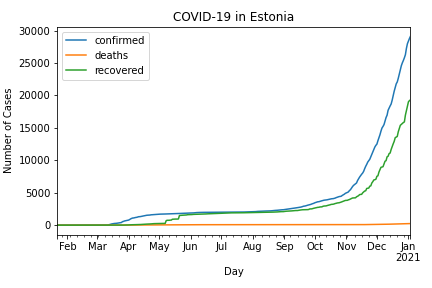 COVID-19 in Estonia
confirmed
deaths
recovered
Number of Cases
30000
25000
20000
15000
10000
5000
0
Feb Mar Apr May Jun Jul Aug Sep Oct Nov Dec Jan
2021
Day